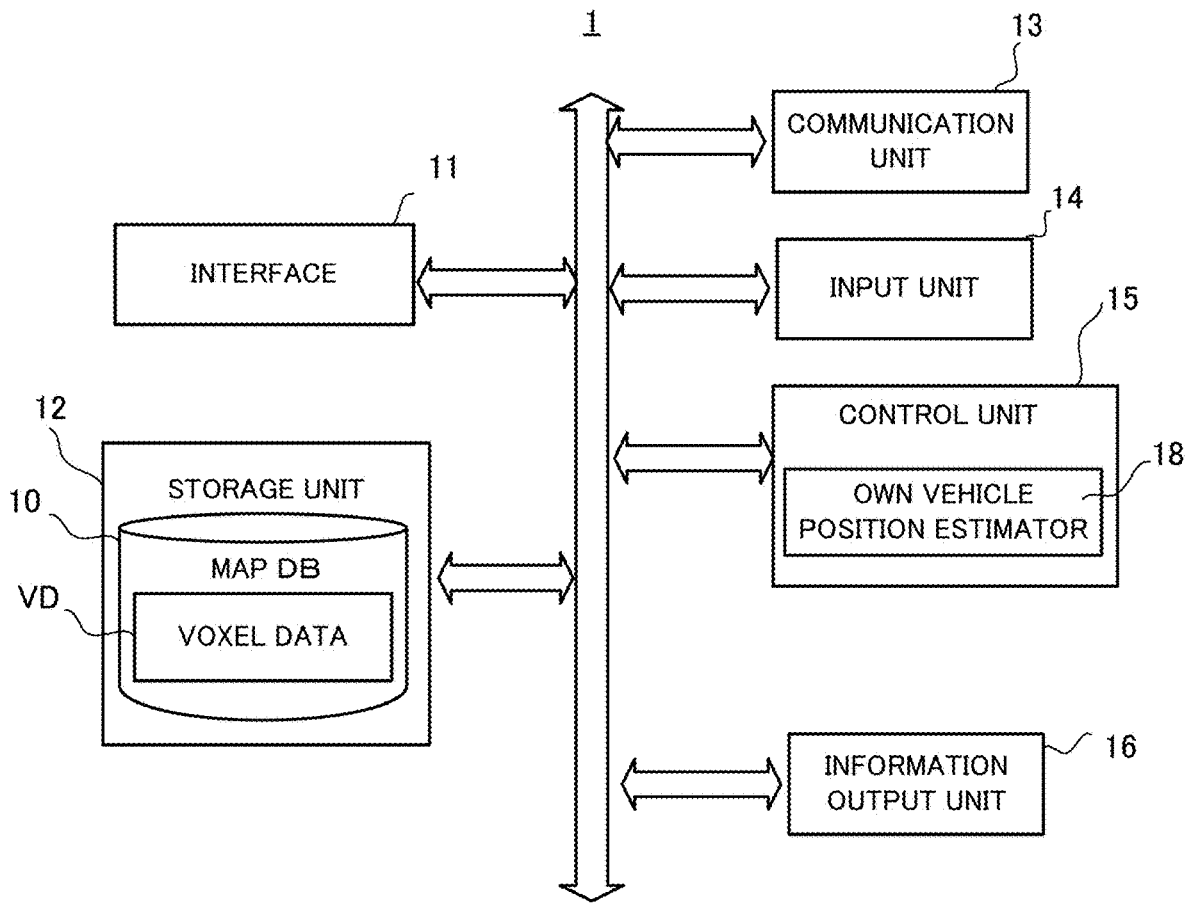 1
13
COMMUNICATION
UNIT
11
INTERFACE
14
INPUT UNIT
15
CONTROL UNIT
18
OWN VEHICLE
POSITION ESTIMATOR
12
STORAGE UNIT
10
MAP DB
VD
VOXEL DATA
16
INFORMATION
OUTPUT UNIT